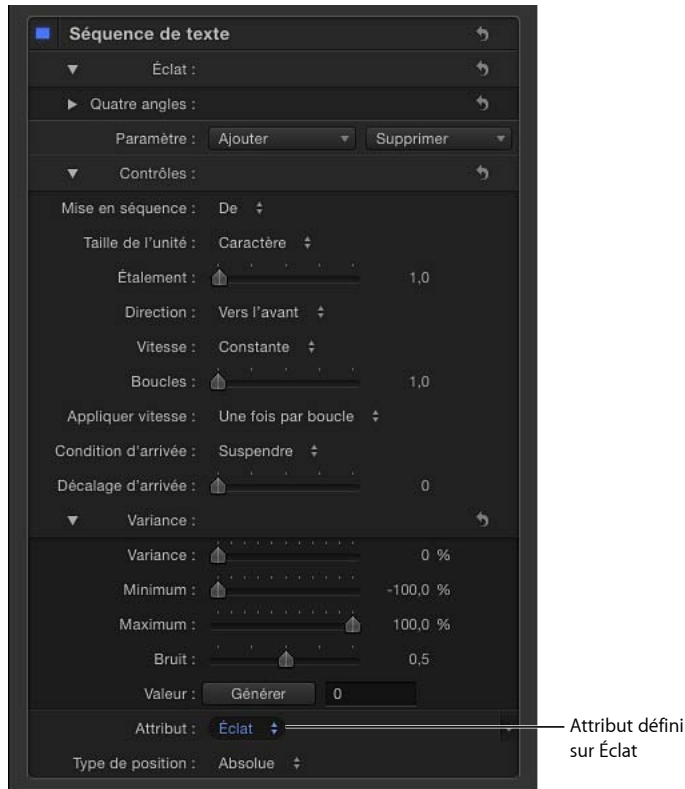 Séquence de texte
Éclat :
Quatre angles :
Paramètre : Ajouter Supprimer
Contrôles :
Mise en séquence : De
Taille de l'unité : Caractère
Étalement : 1,0
Direction : Vers l'avant
Vitesse : Constante
Boucles : 1,0
Appliquer vitesse : Une fois par boucle
Condition d'arrivée : Suspendre
Décalage d'arrivée : 0
Variance :
Variance : 0 %
Minimum : -100,0 %
Maximum : 100,0 %
Bruit : 0,5
Valeur : Générer 0
Attribut : Éclat
Attribut défini
sur Éclat
Type de position : Absolue